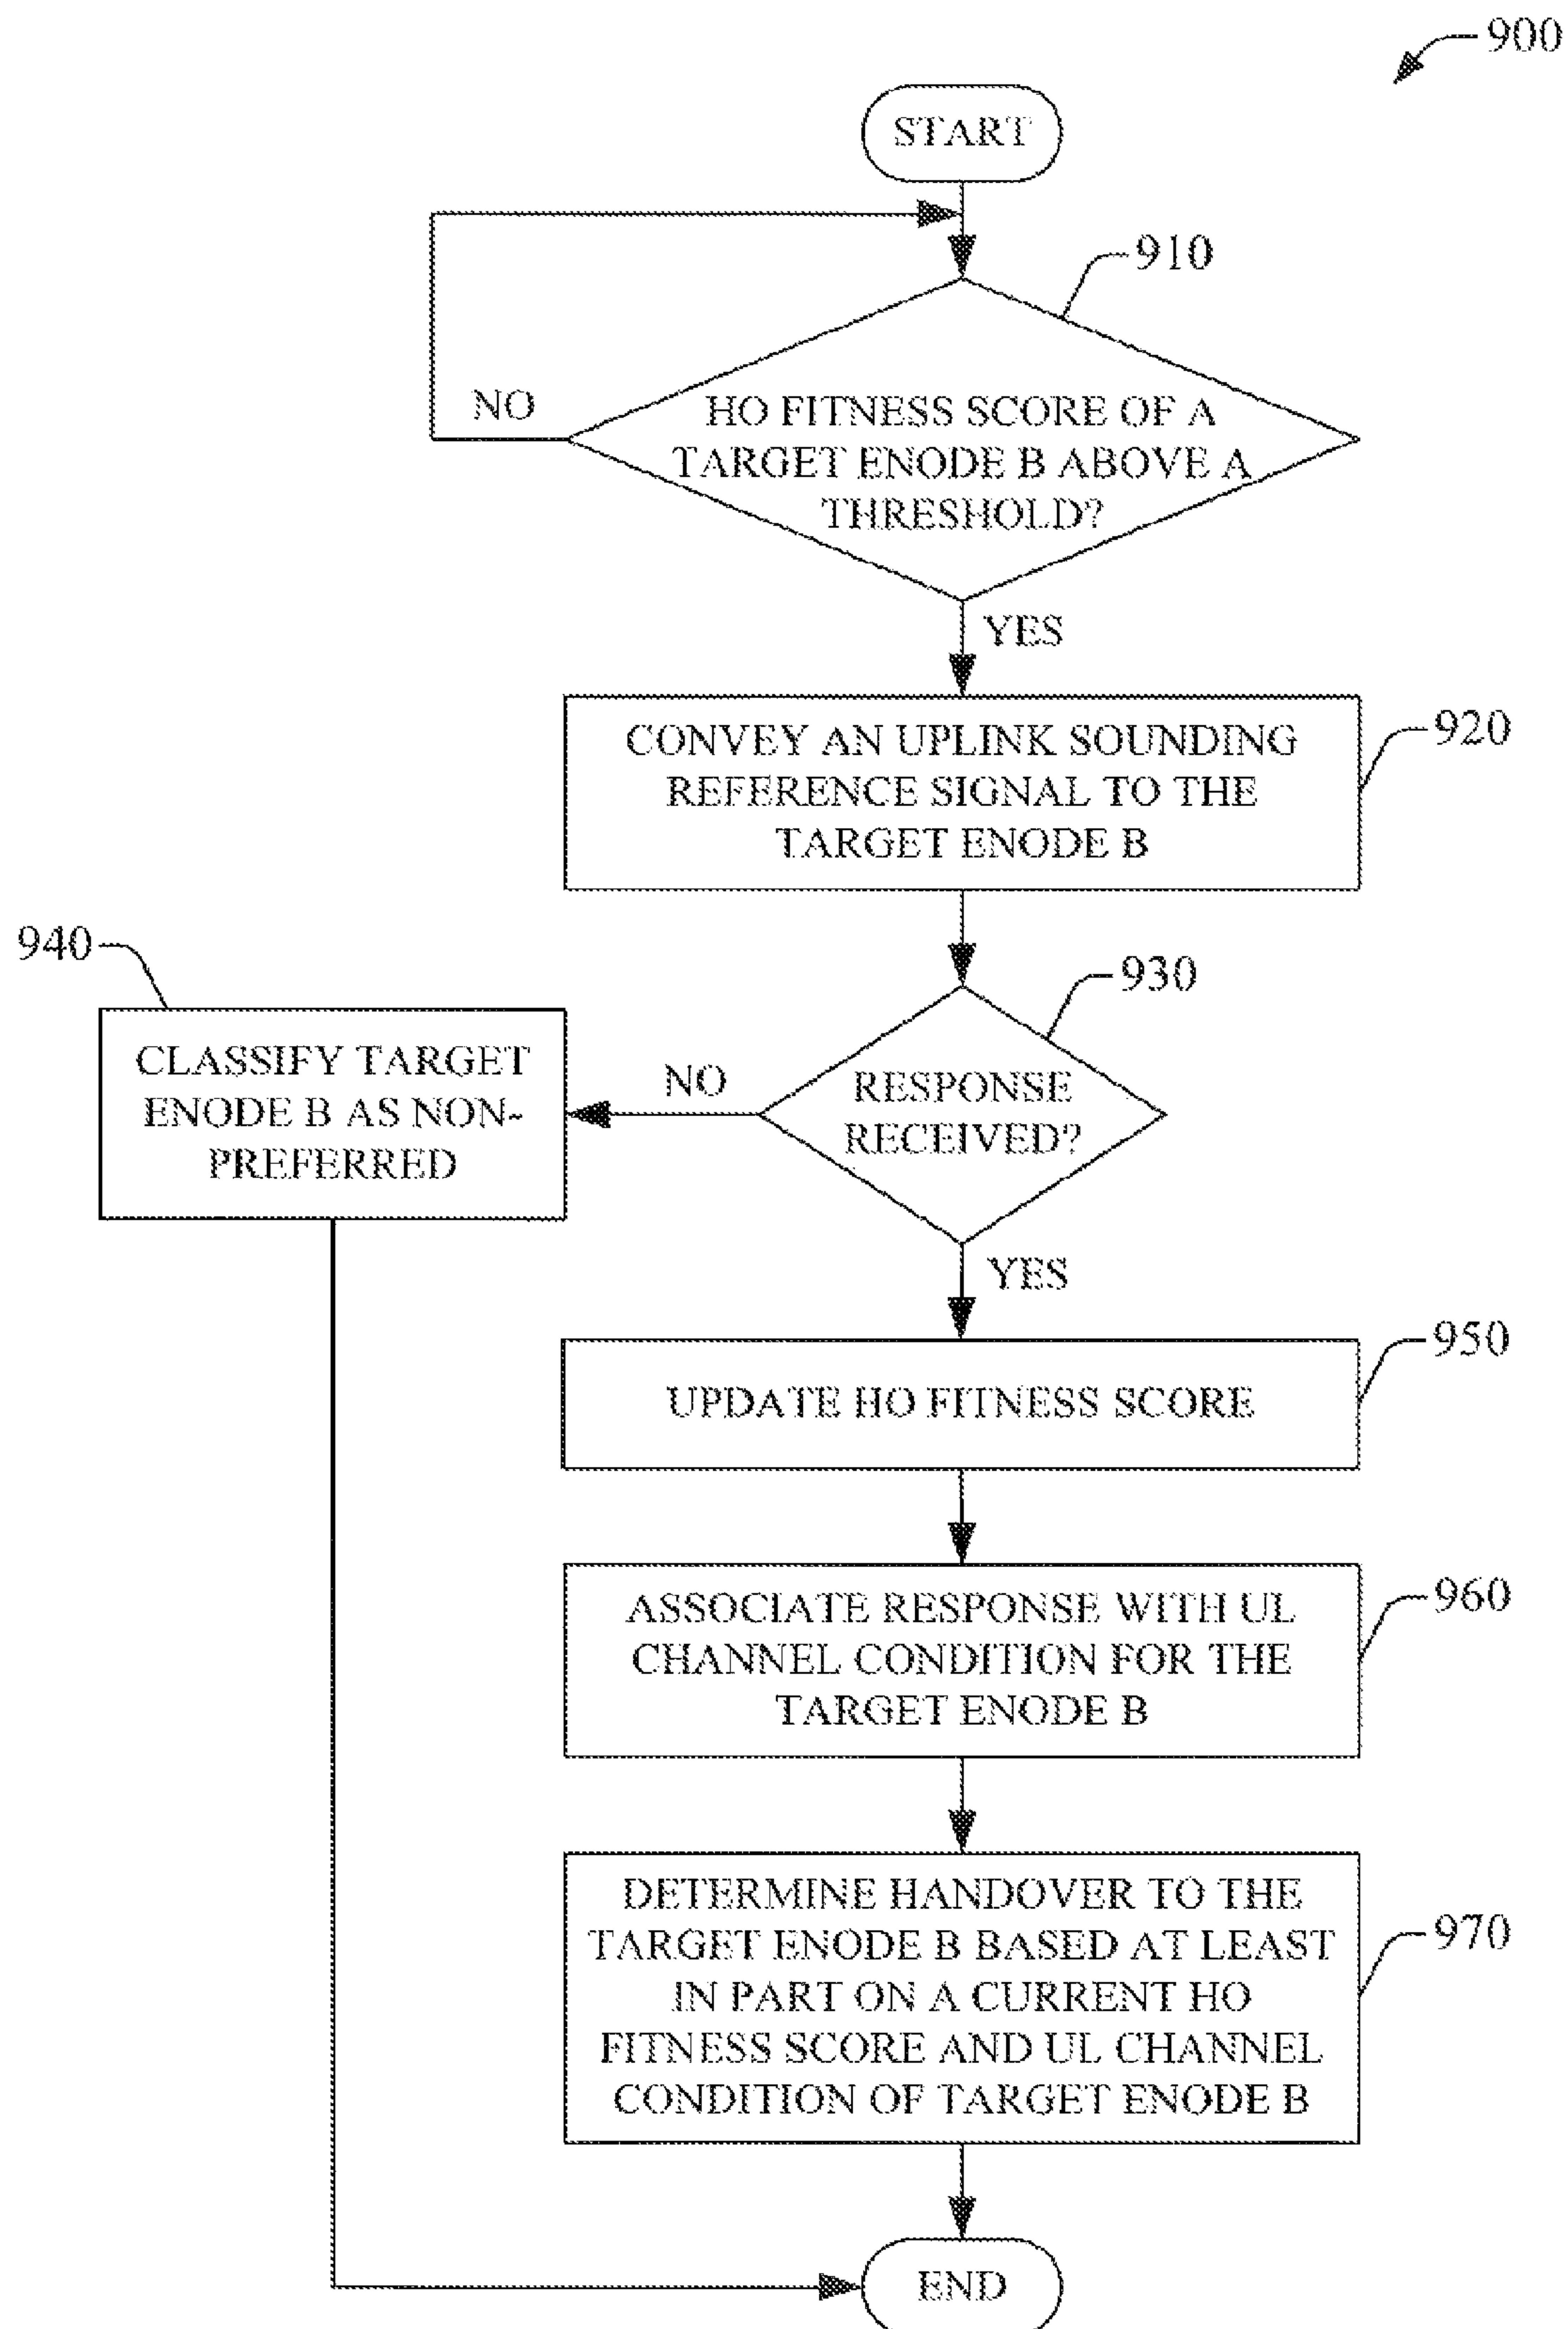 900
START
910
NO
HO FITNESS SCORE OF A
TARGET ENODE B ABOVE A
THRESHOLD?
YES
920
CONVEY AN UPLINK SOUNDING
REFERENCE SIGNAL TO THE
TARGET ENODE B
940
930
CLASSIFY TARGET
ENODE B AS NON-
PREFERRED
NO
RESPONSE
RECEIVED?
YES
950
UPDATE HO FITNESS SCORE
960
ASSOCIATE RESPONSE WITH UL
CHANNEL CONDITION FOR THE
TARGET ENODE B
970
DETERMINE HANDOVER TO THE
TARGET ENODE B BASED AT LEAST
IN PART ON A CURRENT HO
FITNESS SCORE AND UL CHANNEL
CONDITION OF TARGET ENODE B
END